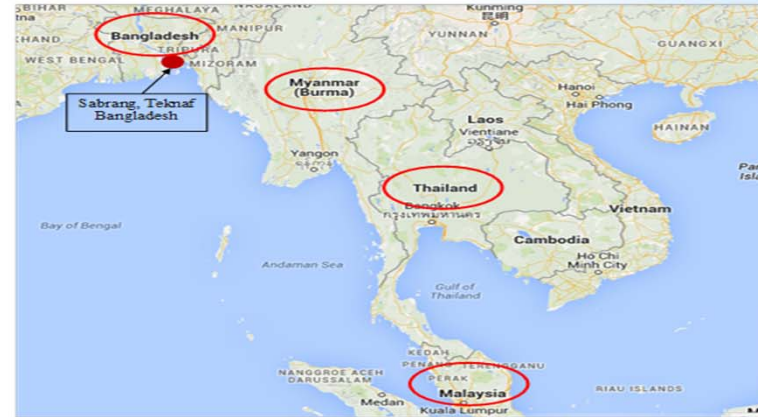 BIHAR
MEGHALAYA
NAGALAND
Kunming
昆明
tna
Bangladesh
MANIPUR
YUNNAN
GUANGXI
KHAND
TRIPURA
WEST BENGAL
MIZORAM
Myanmar
(Burma)
Sabrang, Teknaf
Bangladesh
Hanoi
Hai Phong
Laos
Vientiane
HAINAN
Yangon
Thailand
Bangkok
กรุงเทพมหานคร
Vietnam
Bay of Bengal
Cambodia
Andaman Sea
Ho Chi
Minh City
Gulf of
Thailand
KEDAH
PENANG
TERENGGANU
NANGGROE ACEH
DARUSSALAM
PERAK
RIAU ISLANDS
Malaysia
Medan
Kuala Lumpur